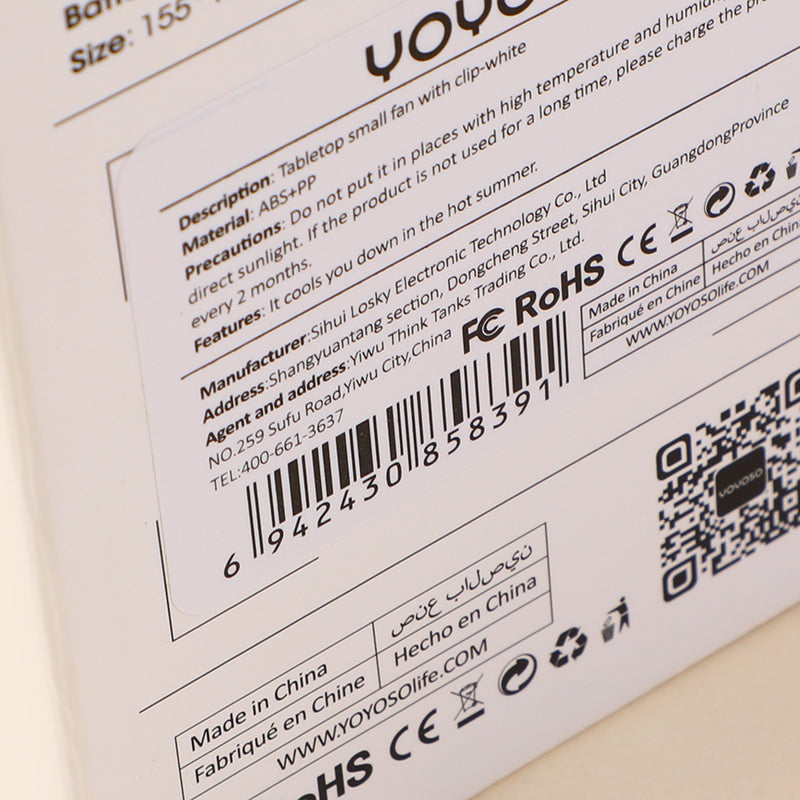 Size: 155
YOYO
Description: Tabletop small fan with clip-white
Material: ABS+PP
Precautions: Do not put it in places with high temperature and
direct sunlight. If the product is not used for a long time, please charge the
every 2 months.
Features: It cools you down in the hot summer.
Manufacturer:Sihui Losky Electronic Technology Co., Ltd
Address:Shangyuantang section, Dongcheng Street, Sihui City, GuangdongProvince
Agent and address:Yiwu Think Tanks Trading Co., Ltd.
NO.259 Sufu Road,Yiwu City,China
TEL:400-661-3637
FC RoHS CE
Made in China صنع بالصين
Fabriqué en Chine Hecho en
WWW.YOYOSOlife.COM
6 942430 858391
YOYOSO
Made in China صنع بالصين
Fabriqué en Chine Hecho en China
WWW.YOYOSOlife.COM
HS CE